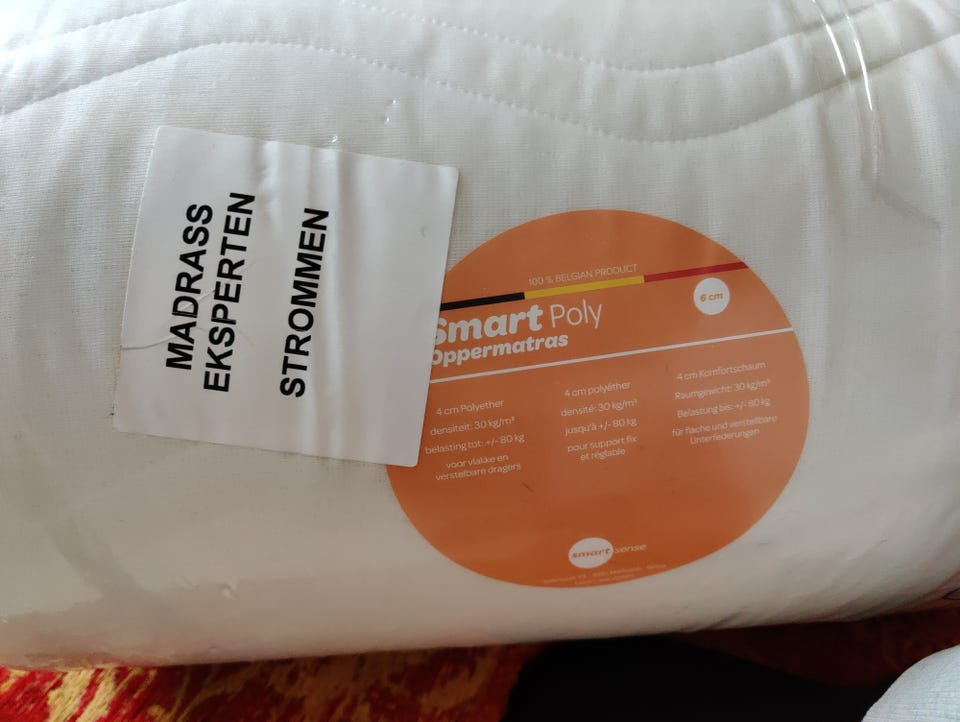 MADRASS
EKSPERTEN
STROMMEN
100 % BELGIAN PRODUCT
6 cm
Smart Poly
Oppermatras
4 cm Polyether
densiteit: 30 kg/m³
belasting tot: +/- 80 kg
voor vlakke en
verstelbare dragers
4 cm polyéther
densité: 30 kg/m³
jusqu'à +/- 80 kg
pour support fix
et réglable
4 cm Komfortschaum
Raumgewicht: 30 kg/m³
Belastung bis: +/- 80 kg
für flache und verstellbare
Unterfederungen
smart sense